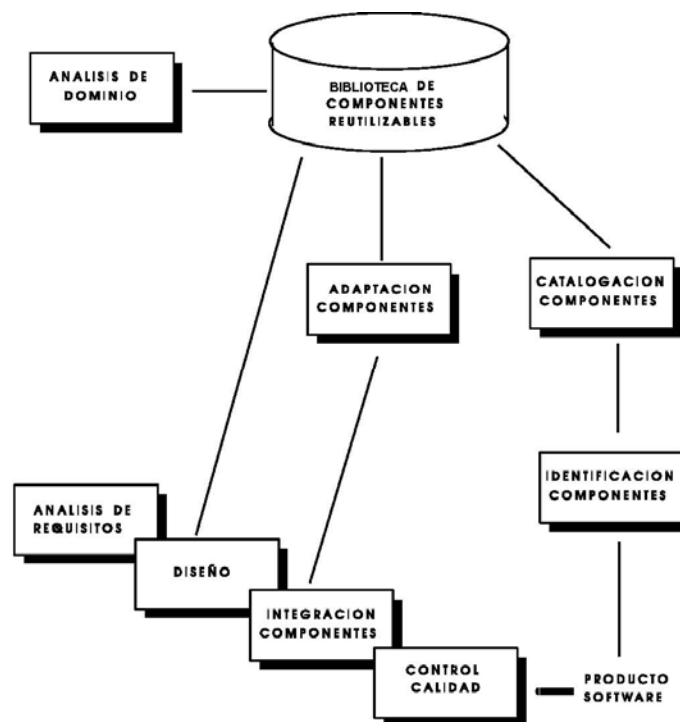 ANALISIS DE
DOMINIO
BIBLIOTECA DE
COMPONENTES
REUTILIZABLES
ADAPTACION
COMPONENTES
CATALOGACION
COMPONENTES
IDENTIFICACION
COMPONENTES
ANALISIS DE
REQUISITOS
DISEÑO
INTEGRACION
COMPONENTES
CONTROL
CALIDAD
PRODUCTO
SOFTWARE